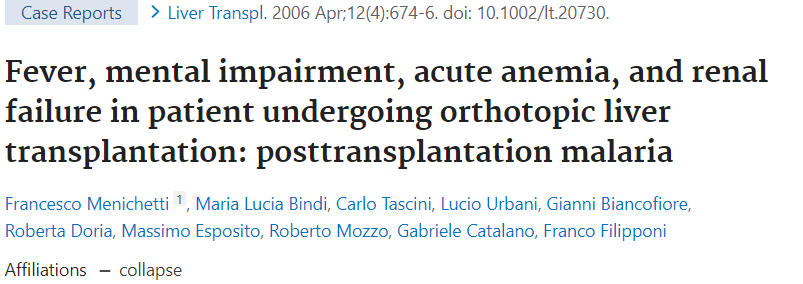 Case Reports > Liver Transpl. 2006 Apr;12(4):674-6. doi: 10.1002/lt.20730.
Fever, mental impairment, acute anemia, and renal
failure in patient undergoing orthotopic liver
transplantation: posttransplantation malaria
Francesco Menichetti 1, Maria Lucia Bindi, Carlo Tascini, Lucio Urbani, Gianni Biancofiore,
Roberta Doria, Massimo Esposito, Roberto Mozzo, Gabriele Catalano, Franco Filipponi
Affiliations – collapse